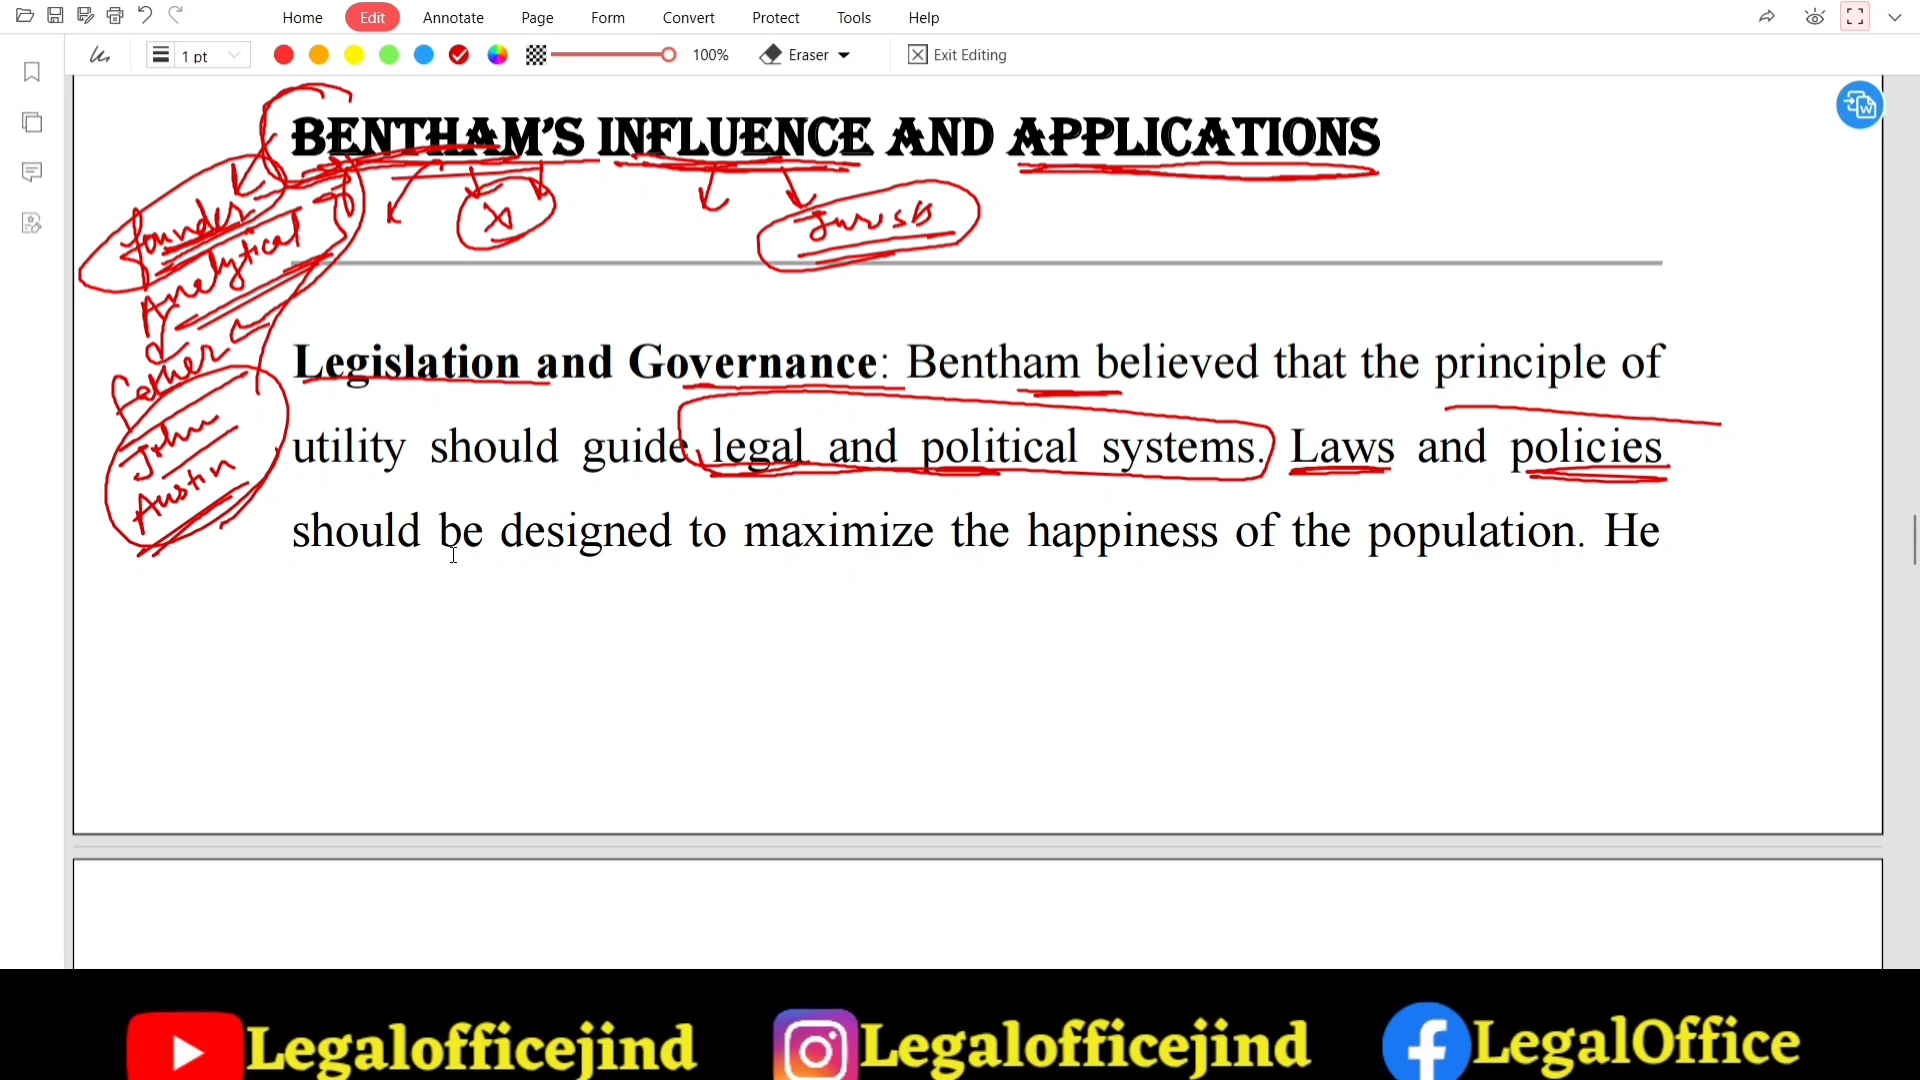 Home Edit Annotate Page Form Convert Protect Tools Help
1 pt 100% Eraser Exit Editing
BENTHAM'S INFLUENCE AND APPLICATIONS
founder
Analytical
father
John
Austin
Jurists
Legislation and Governance: Bentham believed that the principle of
utility should guide legal and political systems. Laws and policies
should be designed to maximize the happiness of the population. He
Legalofficejind Legalofficejind LegalOffice